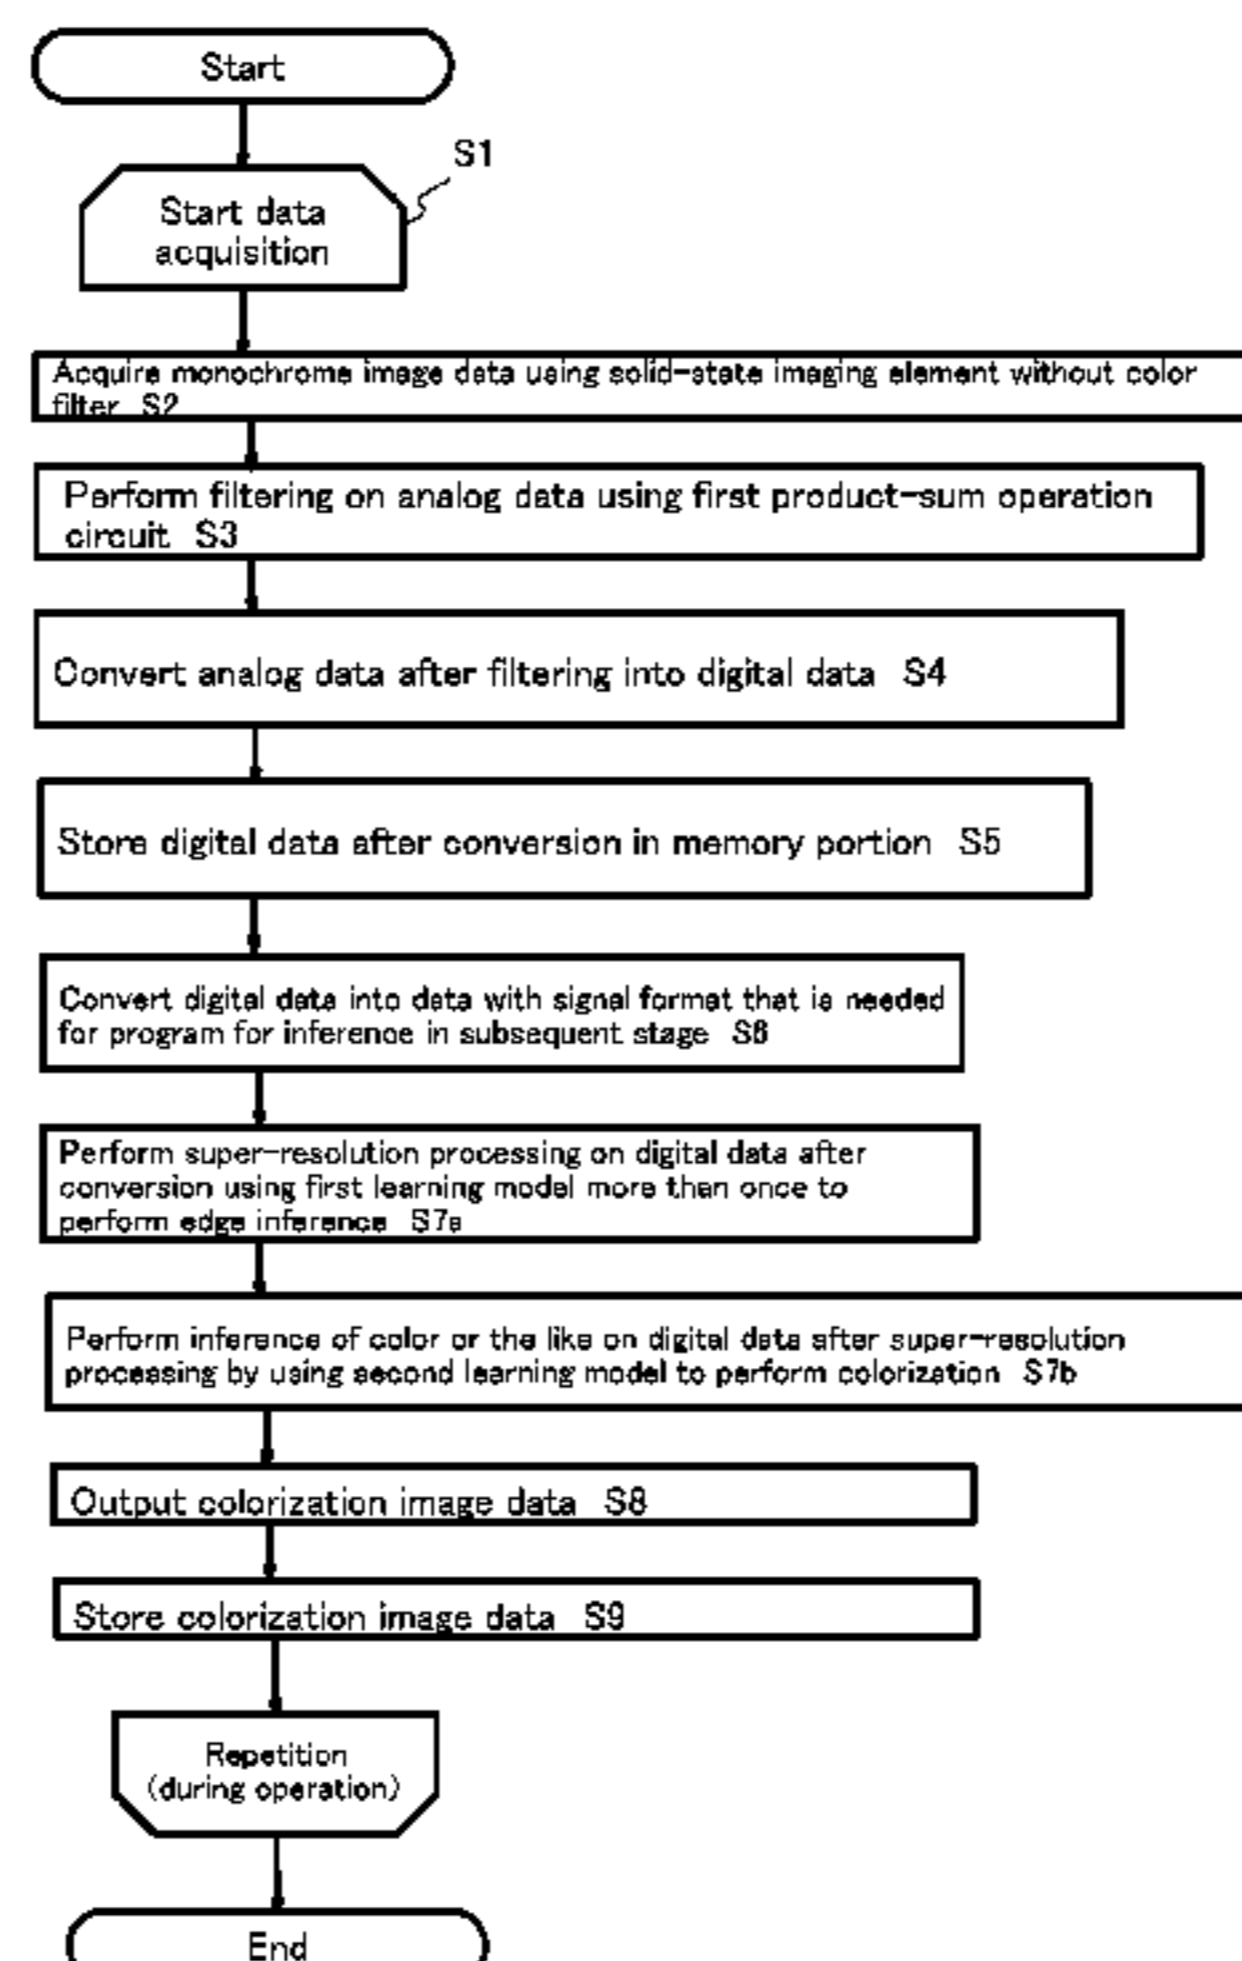 Start
S1
Start data
acquisition
Acquire monochrome image data using solid-state imaging element without color
filter S2
Perform filtering on analog data using first product-sum operation
circuit S3
Convert analog data after filtering into digital data S4
Store digital data after conversion in memory portion S5
Convert digital data into data with signal format that is needed
for program for inference in subsequent stage S6
Perform super-resolution processing on digital data after
conversion using first learning model more than once to
perform edge inference S7a
Perform inference of color or the like on digital data after super-resolution
processing by using second learning model to perform colorization S7b
Output colorization image data S8
Store colorization image data S9
Repetition
(during operation)
End